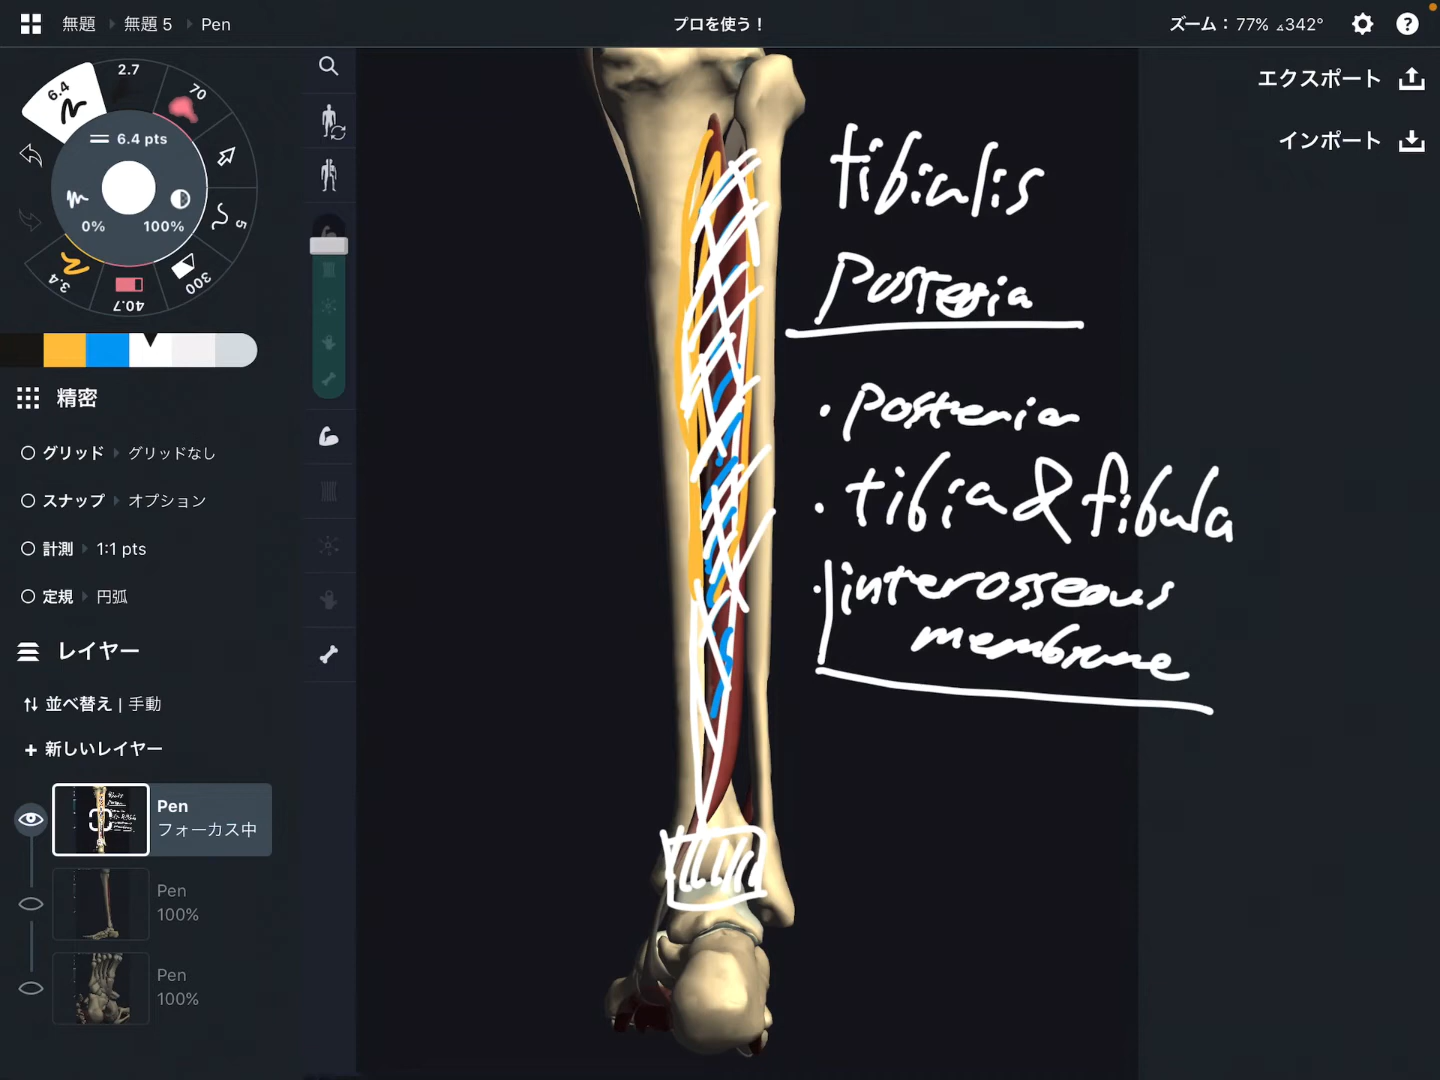 無題 無題 5 Pen
プロを使う！
ズーム： 77% ⦞342°
エクスポート
インポート
6.4
2.7
70
6.4 pts
0% 100%
5
3.4
40.7
300
精密
グリッド グリッドなし
スナップ オプション
計測 1:1 pts
定規 円弧
レイヤー
並べ替え | 手動
+ 新しいレイヤー
Pen
フォーカス中
Pen
100%
Pen
100%
tibialis
posteria
・posterior
・tibia & fibula
・interosseous
membrane